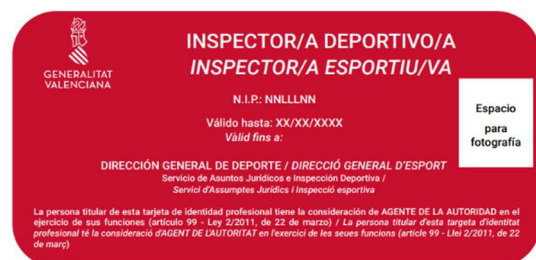 GENERALITAT
VALENCIANA
INSPECTOR/A DEPORTIVO/A
INSPECTOR/A ESPORTIU/VA
N.I.P.: NNLLLNN
Válido hasta: XX/XX/XXXX
Vàlid fins a:
Espacio
para
fotografía
DIRECCIÓN GENERAL DE DEPORTE / DIRECCIÓ GENERAL D'ESPORT
Servicio de Asuntos Jurídicos e Inspección Deportiva /
Servici d'Assumptes Jurídics i Inspecció esportiva
La persona titular de esta tarjeta de identidad profesional tiene la consideración de AGENTE DE LA AUTORIDAD en el
ejercicio de sus funciones (artículo 99 - Ley 2/2011, de 22 de marzo) / La persona titular d'esta targeta d'identitat
profesional té la consideració d'AGENT DE L'AUTORITAT en l'exercici de les seues funcions (article 99 - Llei 2/2011, de 22
de març)